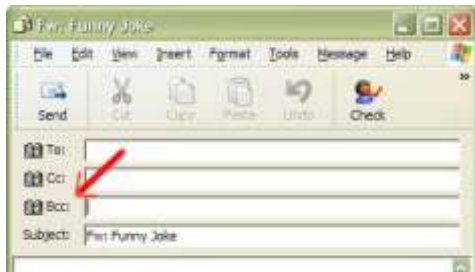 Fw: Funny Joke
File Edit View Insert Format Tools Message Help
Send Cut Copy Paste Undo Check
To:
Cc:
Bcc:
Subject: Fw: Funny Joke